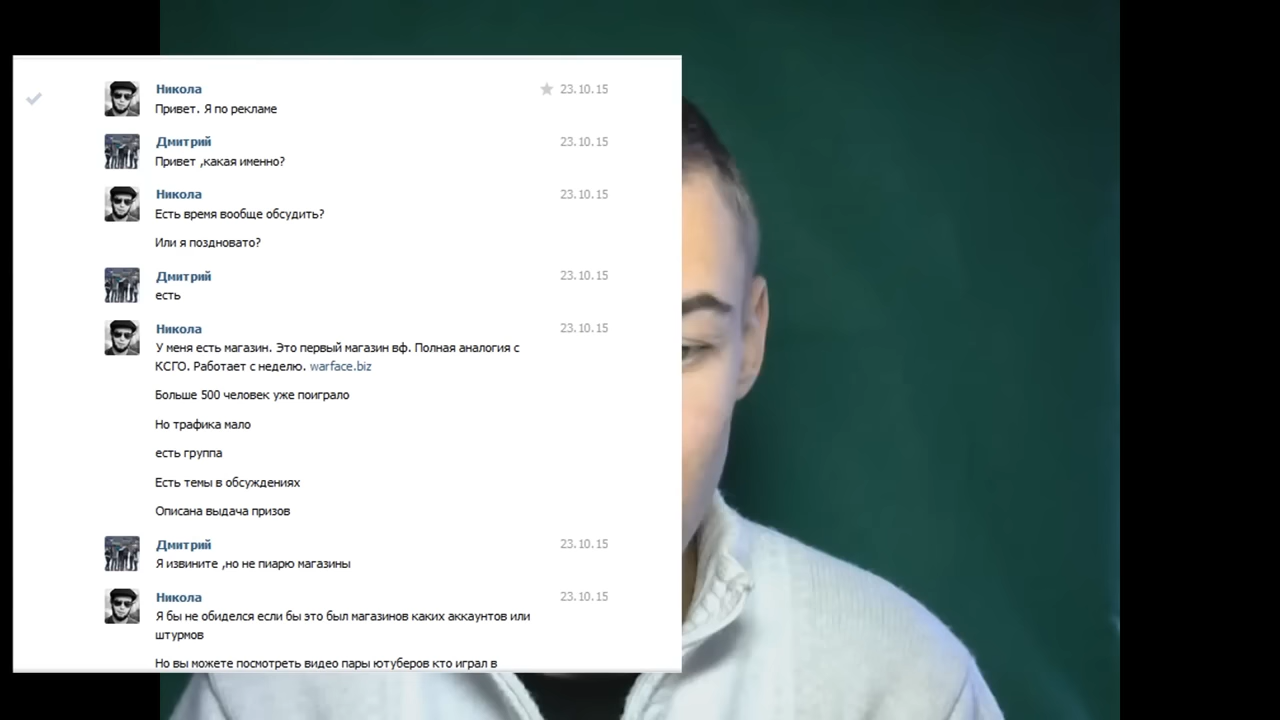 Никола
23.10.15
Привет. Я по рекламе
Дмитрий
23.10.15
Привет ,какая именно?
Никола
23.10.15
Есть время вообще обсудить?
Или я поздновато?
Дмитрий
23.10.15
есть
Никола
23.10.15
У меня есть магазин. Это первый магазин вф. Полная аналогия с
КСГО. Работает с неделю. warface.biz
Больше 500 человек уже поиграло
Но трафика мало
есть группа
Есть темы в обсуждениях
Описана выдача призов
Дмитрий
23.10.15
Я извините ,но не пиарю магазины
Никола
23.10.15
Я бы не обиделся если бы это был магазинов каких аккаунтов или
штурмов
Но вы можете посмотреть видео пары ютуберов кто играл в